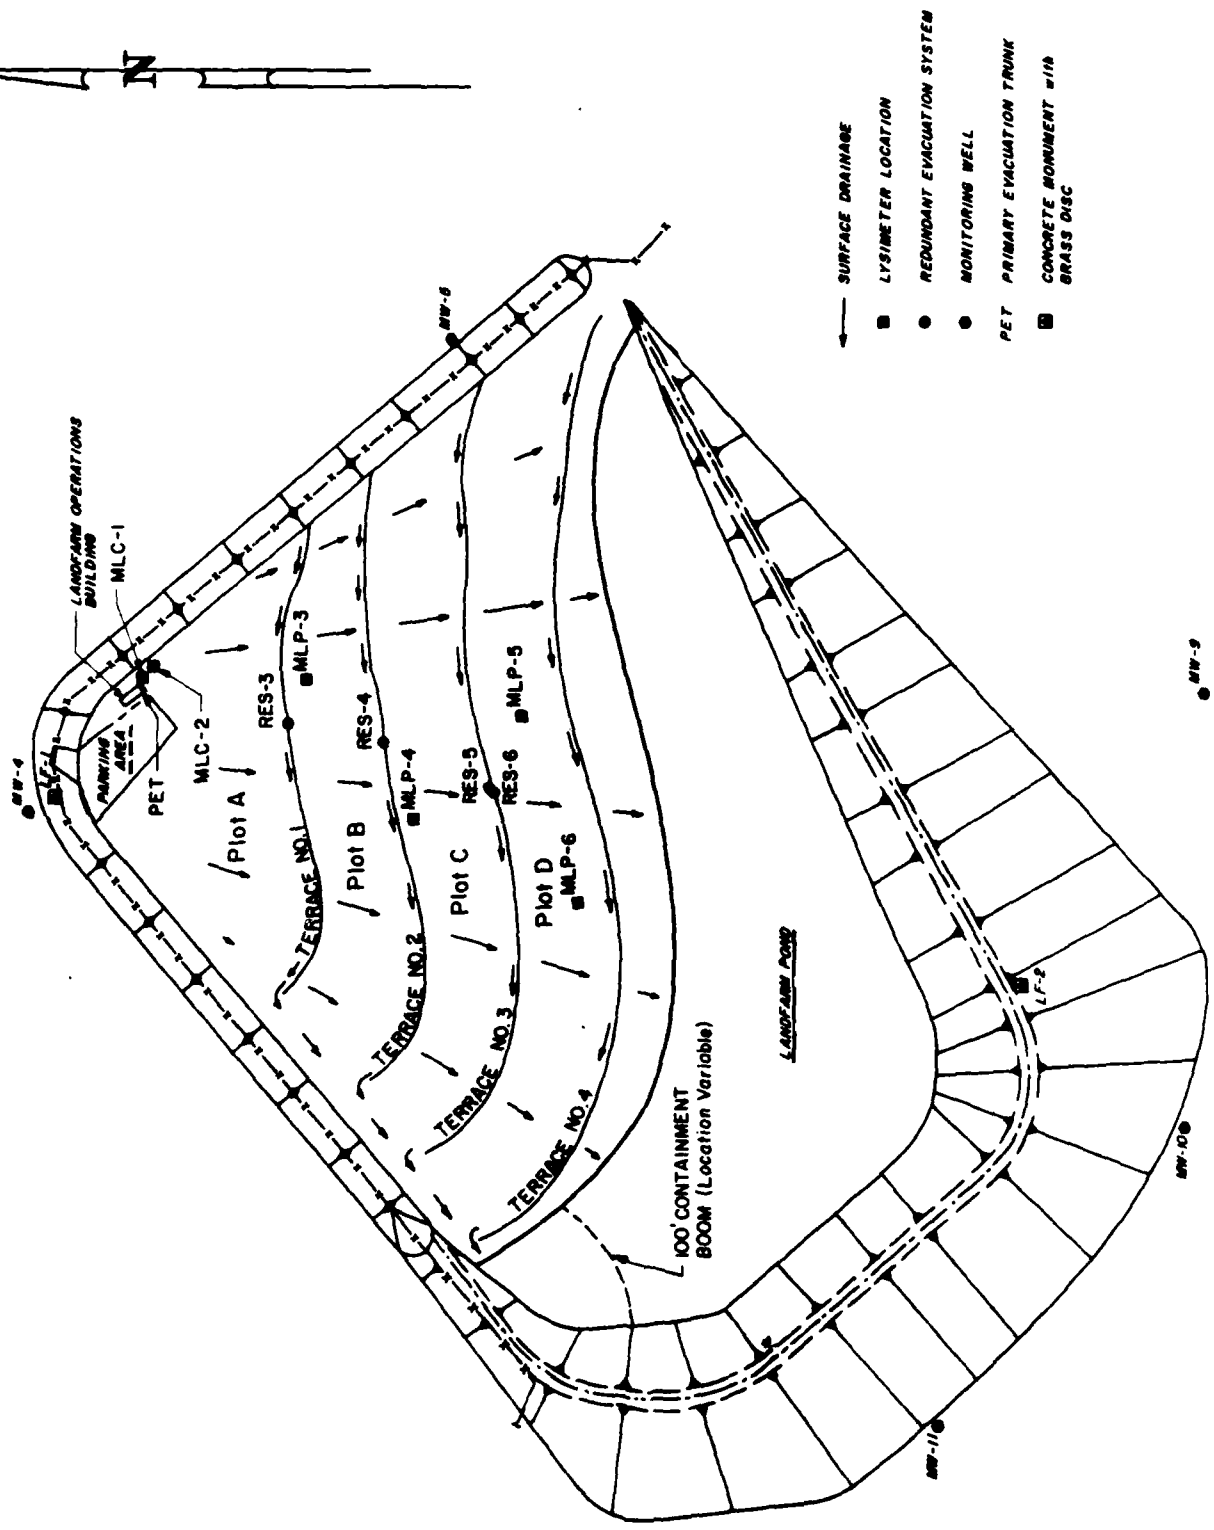 N
MW-4
LF-1
PARKING
AREA
LANDFARM OPERATIONS
BUILDING
MLC-1
PET
MLC-2
MW-5
Plot A
RES-3
MLP-3
TERRACE NO.1
Plot B
RES-4
MLP-4
TERRACE NO.2
Plot C
RES-5
RES-6
MLP-5
TERRACE NO.3
Plot D
MLP-6
TERRACE NO.4
100' CONTAINMENT
BOOM (Location Variable)
LANDFARM POND
LF-2
MW-9
MW-10
MW-11
SURFACE DRAINAGE
LYSIMETER LOCATION
REDUNDANT EVACUATION SYSTEM
MONITORING WELL
PET PRIMARY EVACUATION TRUNK
CONCRETE MONUMENT with
BRASS DISC